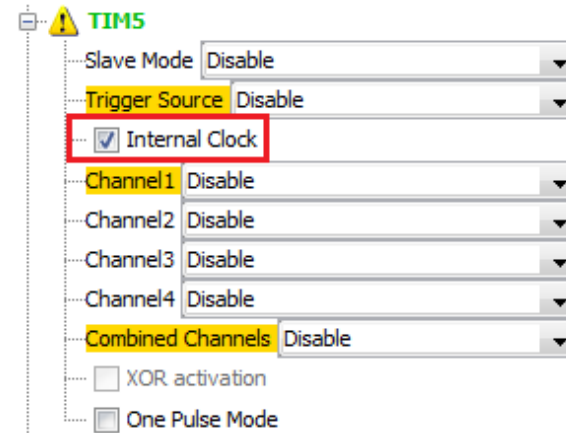 TIM5
Slave Mode Disable
Trigger Source Disable
Internal Clock
Channel1 Disable
Channel2 Disable
Channel3 Disable
Channel4 Disable
Combined Channels Disable
XOR activation
One Pulse Mode